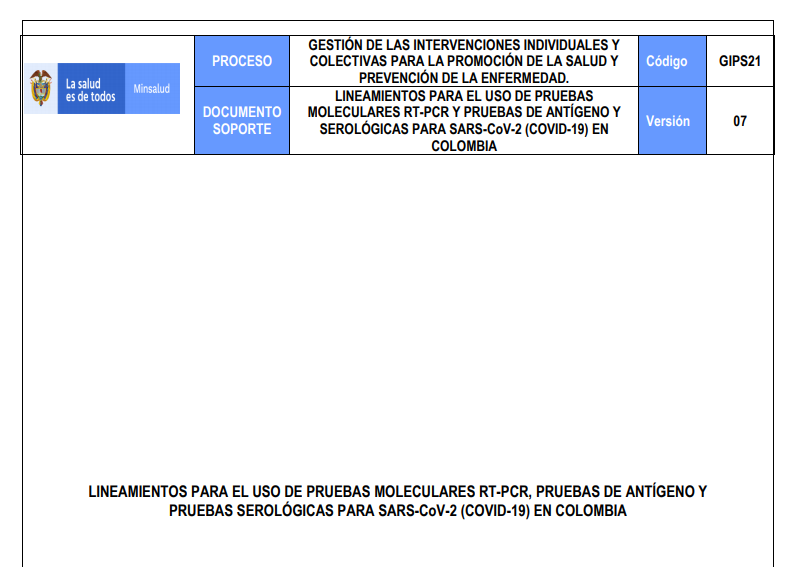 La salud
es de todos
Minsalud
PROCESO
GESTIÓN DE LAS INTERVENCIONES INDIVIDUALES Y
COLECTIVAS PARA LA PROMOCIÓN DE LA SALUD Y
PREVENCIÓN DE LA ENFERMEDAD.
Código
GIPS21
DOCUMENTO
SOPORTE
LINEAMIENTOS PARA EL USO DE PRUEBAS
MOLECULARES RT-PCR Y PRUEBAS DE ANTÍGENO Y
SEROLÓGICAS PARA SARS-CoV-2 (COVID-19) EN
COLOMBIA
Versión
07
LINEAMIENTOS PARA EL USO DE PRUEBAS MOLECULARES RT-PCR, PRUEBAS DE ANTÍGENO Y
PRUEBAS SEROLÓGICAS PARA SARS-CoV-2 (COVID-19) EN COLOMBIA